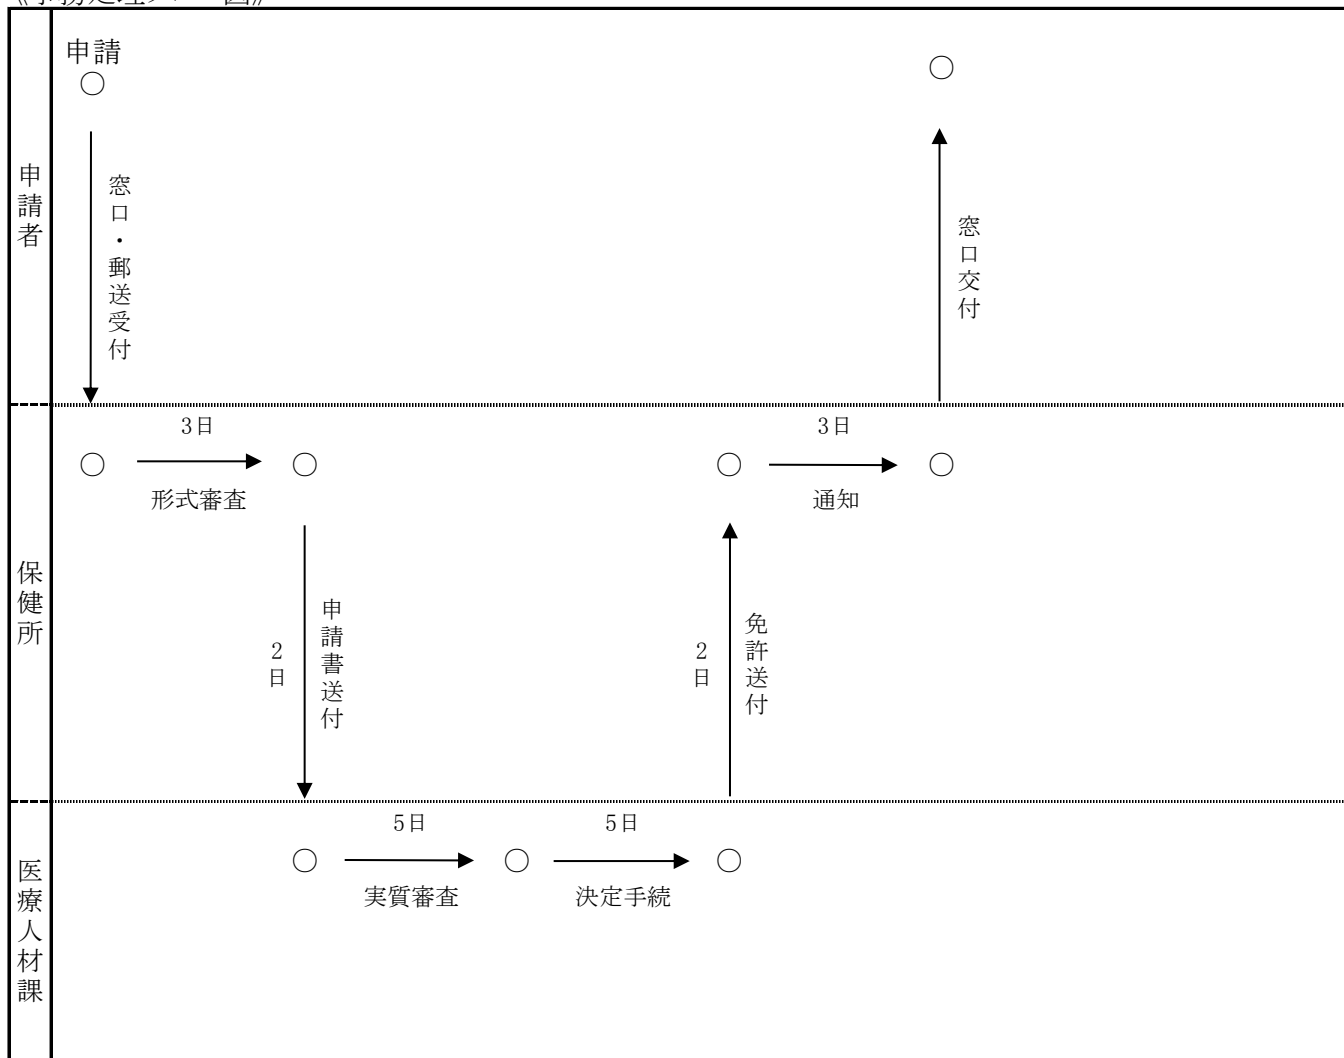 申請
申請者
窓口・郵送受付
窓口交付
3日
形式審査
3日
通知
保健所
2日
申請書送付
2日
免許送付
5日
実質審査
5日
決定手続
医療人材課